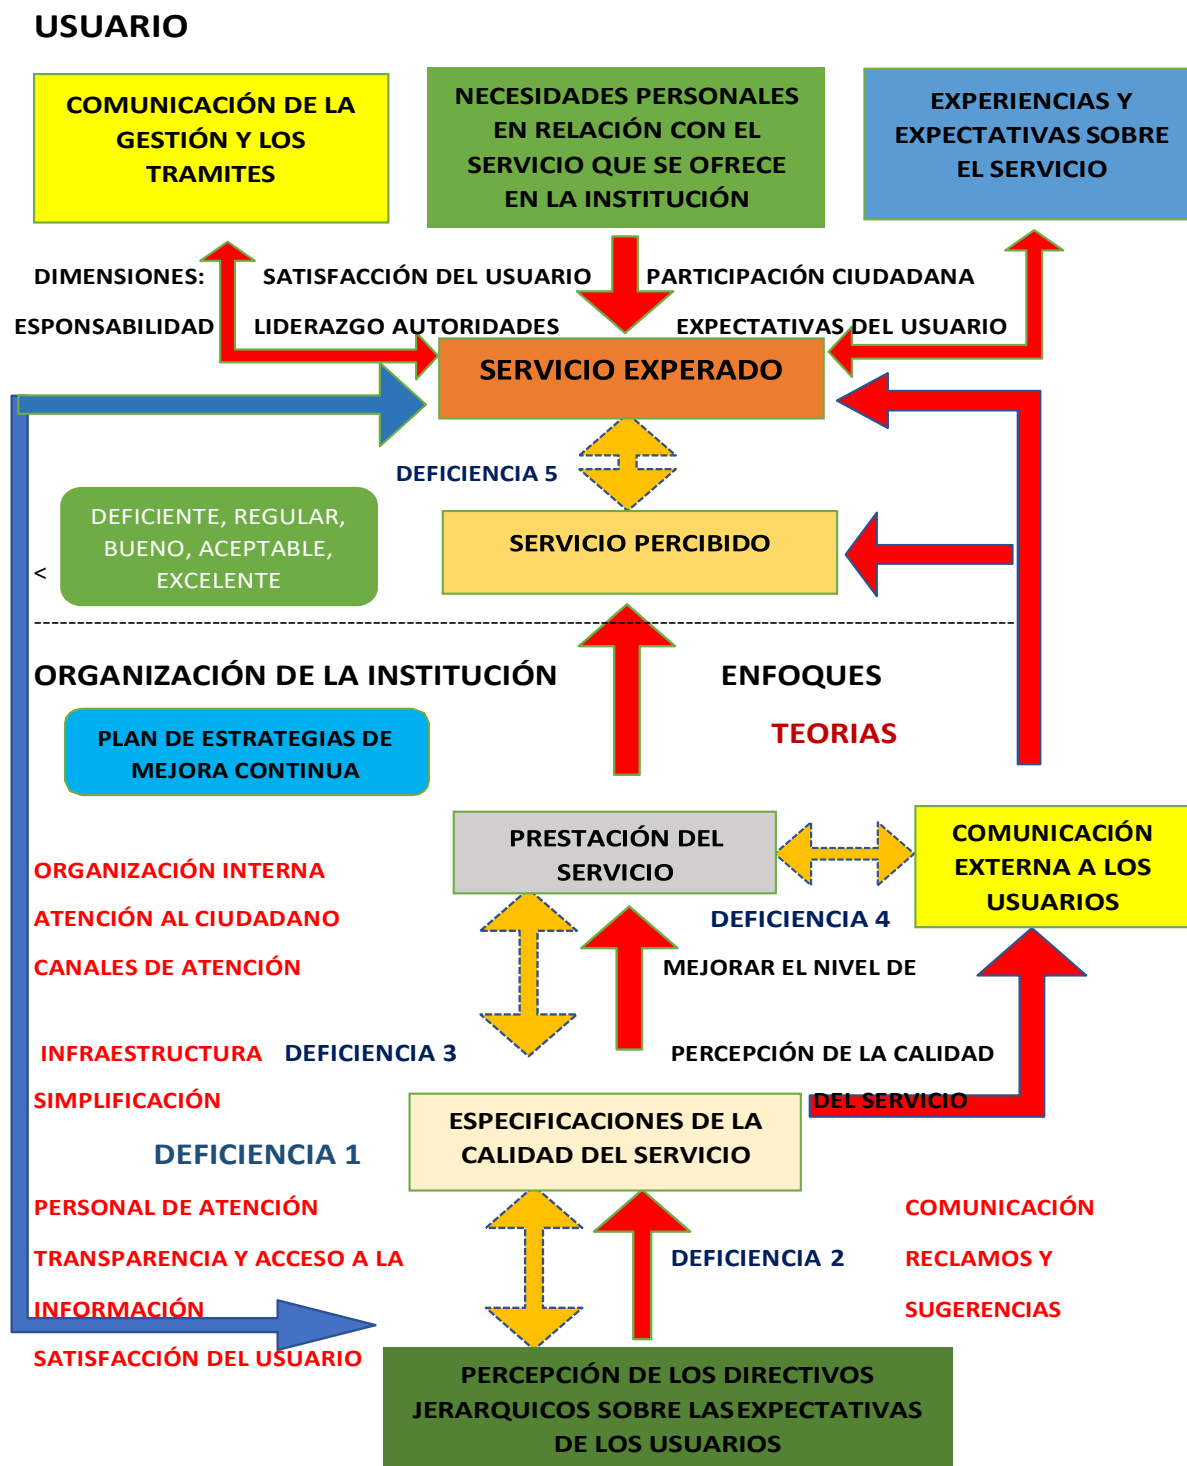 USUARIO
COMUNICACIÓN DE LA
GESTIÓN Y LOS
TRAMITES
NECESIDADES PERSONALES
EN RELACIÓN CON EL
SERVICIO QUE SE OFRECE
EN LA INSTITUCIÓN
EXPERIENCIAS Y
EXPECTATIVAS SOBRE
EL SERVICIO
DIMENSIONES: SATISFACCIÓN DEL USUARIO PARTICIPACIÓN CIUDADANA
ESPONSABILIDAD LIDERAZGO AUTORIDADES EXPECTATIVAS DEL USUARIO
SERVICIO EXPERADO
DEFICIENCIA 5
DEFICIENTE, REGULAR,
BUENO, ACEPTABLE,
EXCELENTE
<
SERVICIO PERCIBIDO
ORGANIZACIÓN DE LA INSTITUCIÓN ENFOQUES
TEORIAS
PLAN DE ESTRATEGIAS DE
MEJORA CONTINUA
PRESTACIÓN DEL
SERVICIO
COMUNICACIÓN
EXTERNA A LOS
USUARIOS
ORGANIZACIÓN INTERNA
ATENCIÓN AL CIUDADANO
DEFICIENCIA 4
CANALES DE ATENCIÓN
MEJORAR EL NIVEL DE
INFRAESTRUCTURA DEFICIENCIA 3
PERCEPCIÓN DE LA CALIDAD
SIMPLIFICACIÓN
DEL SERVICIO
ESPECIFICACIONES DE LA
CALIDAD DEL SERVICIO
DEFICIENCIA 1
PERSONAL DE ATENCIÓN
COMUNICACIÓN
TRANSPARENCIA Y ACCESO A LA
DEFICIENCIA 2
RECLAMOS Y
INFORMACIÓN
SUGERENCIAS
SATISFACCIÓN DEL USUARIO
PERCEPCIÓN DE LOS DIRECTIVOS
JERARQUICOS SOBRE LAS EXPECTATIVAS
DE LOS USUARIOS